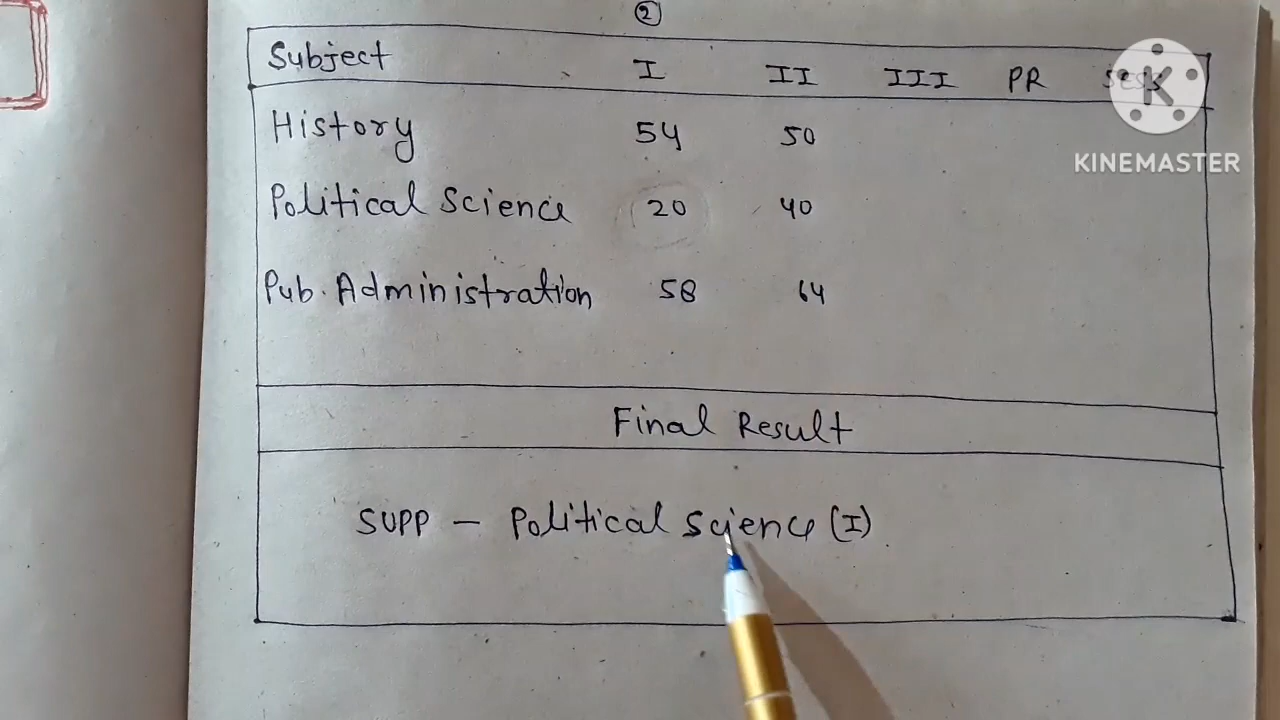 ②
Subject I II III PR sess
History 54 50
Political Science 20 40
Pub. Administration 58 64
Final Result
SUPP - Political Science (I)
K
KINEMASTER